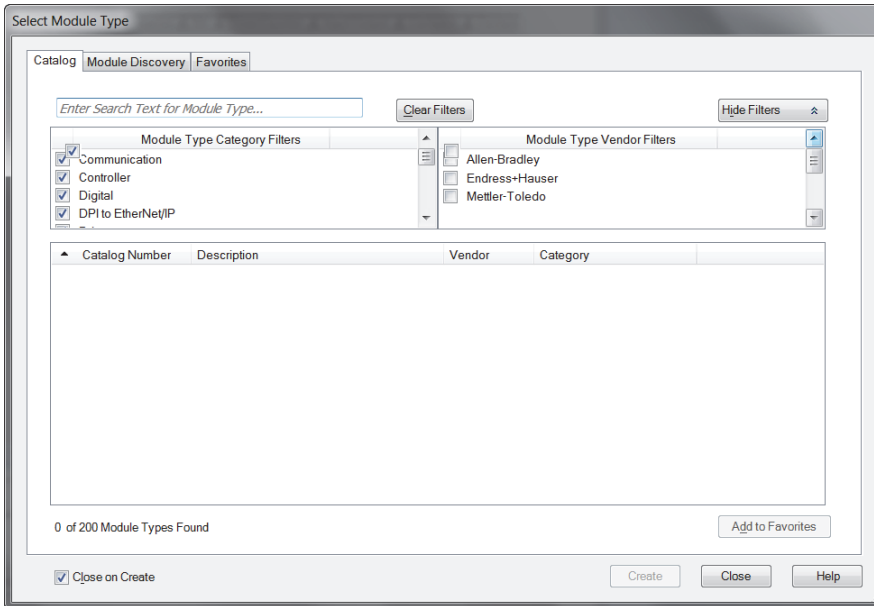 Select Module Type
Catalog Module Discovery Favorites
Enter Search Text for Module Type... Clear Filters Hide Filters
Module Type Category Filters Module Type Vendor Filters
Communication Allen-Bradley
Controller Endress+Hauser
Digital Mettler-Toledo
DPI to EtherNet/IP
Catalog Number Description Vendor Category
0 of 200 Module Types Found Add to Favorites
Close on Create Create Close Help